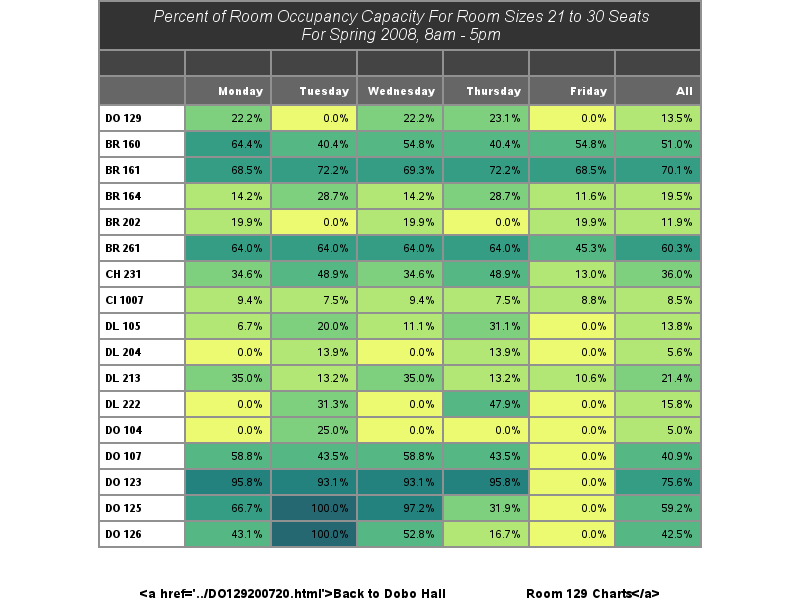 Percent of Room Occupancy Capacity For Room Sizes 21 to 30 Seats
For Spring 2008, 8am - 5pm
Monday Tuesday Wednesday Thursday Friday All
DO 129 22.2% 0.0% 22.2% 23.1% 0.0% 13.5%
BR 160 64.4% 40.4% 54.8% 40.4% 54.8% 51.0%
BR 161 68.5% 72.2% 69.3% 72.2% 68.5% 70.1%
BR 164 14.2% 28.7% 14.2% 28.7% 11.6% 19.5%
BR 202 19.9% 0.0% 19.9% 0.0% 19.9% 11.9%
BR 261 64.0% 64.0% 64.0% 64.0% 45.3% 60.3%
CH 231 34.6% 48.9% 34.6% 48.9% 13.0% 36.0%
CI 1007 9.4% 7.5% 9.4% 7.5% 8.8% 8.5%
DL 105 6.7% 20.0% 11.1% 31.1% 0.0% 13.8%
DL 204 0.0% 13.9% 0.0% 13.9% 0.0% 5.6%
DL 213 35.0% 13.2% 35.0% 13.2% 10.6% 21.4%
DL 222 0.0% 31.3% 0.0% 47.9% 0.0% 15.8%
DO 104 0.0% 25.0% 0.0% 0.0% 0.0% 5.0%
DO 107 58.8% 43.5% 58.8% 43.5% 0.0% 40.9%
DO 123 95.8% 93.1% 93.1% 95.8% 0.0% 75.6%
DO 125 66.7% 100.0% 97.2% 31.9% 0.0% 59.2%
DO 126 43.1% 100.0% 52.8% 16.7% 0.0% 42.5%
<a href='../DO129200720.html'>Back to Dobo Hall Room 129 Charts</a>